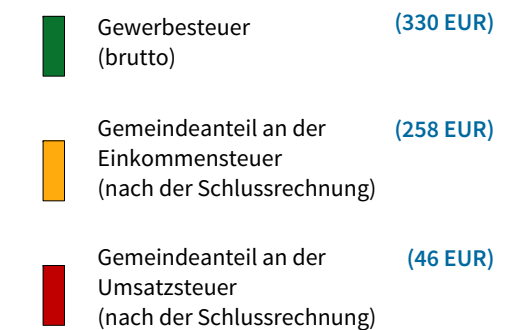 Gewerbesteuer (330 EUR)
(brutto)
Gemeindeanteil an der (258 EUR)
Einkommensteuer
(nach der Schlussrechnung)
Gemeindeanteil an der (46 EUR)
Umsatzsteuer
(nach der Schlussrechnung)